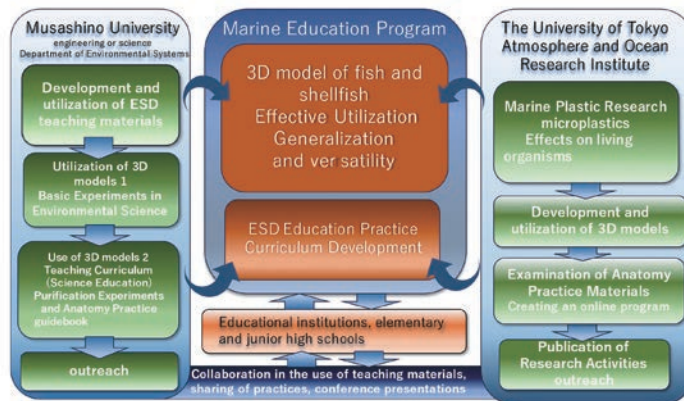 Musashino University
engineering or science
Department of Environmental Systems
Development and
utilization of ESD
teaching materials
Utilization of 3D
models 1
Basic Experiments in
Environmental Science
Use of 3D models 2
Teaching Curriculum
(Science Education)
Purification Experiments
and Anatomy Practice
guidebook
outreach
Marine Education Program
3D model of fish and
shellfish
Effective Utilization
Generalization
and ver satility
ESD Education Practice
Curriculum Development
Educational institutions, elementary
and junior high schools
Collaboration in the use of teaching materials,
sharing of practices, conference presentations
The University of Tokyo
Atmosphere and Ocean
Research Institute
Marine Plastic Research
microplastics
Effects on living
organisms
Development and
utilization of 3D models
Examination of Anatomy
Practice Materials
Creating an online program
Publication of
Research Activities
outreach